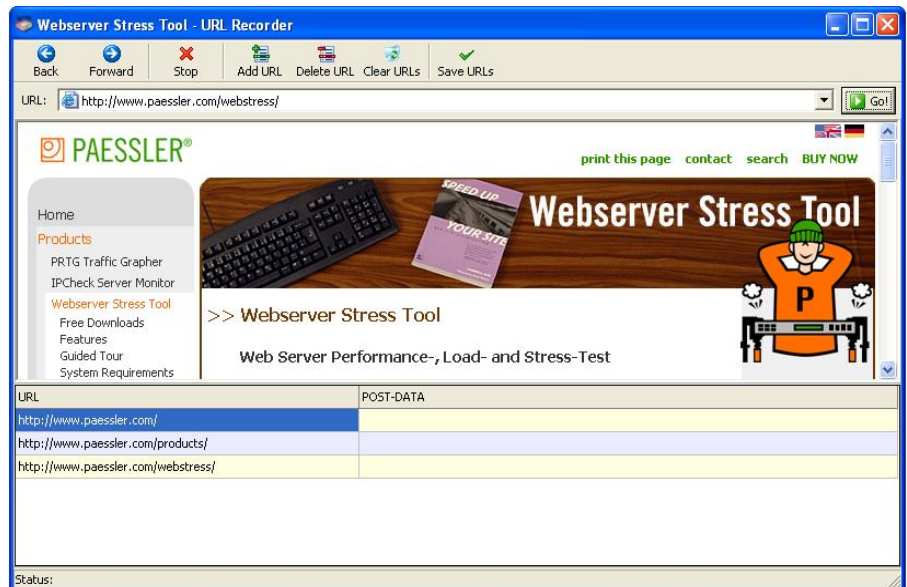 Webserver Stress Tool - URL Recorder
Back Forward Stop Add URL Delete URL Clear URLs Save URLs
URL: http://www.paessler.com/webstress/ Go!
PAESSLER®
print this page contact search BUY NOW
SPEED UP
YOUR SITE
Webserver Stress Tool
Home
Products
PRTG Traffic Grapher
IPCheck Server Monitor
Webserver Stress Tool
Free Downloads
Features
Guided Tour
System Requirements
>> Webserver Stress Tool
Web Server Performance-, Load- and Stress-Test
P
URL POST-DATA
http://www.paessler.com/
http://www.paessler.com/products/
http://www.paessler.com/webstress/
Status: